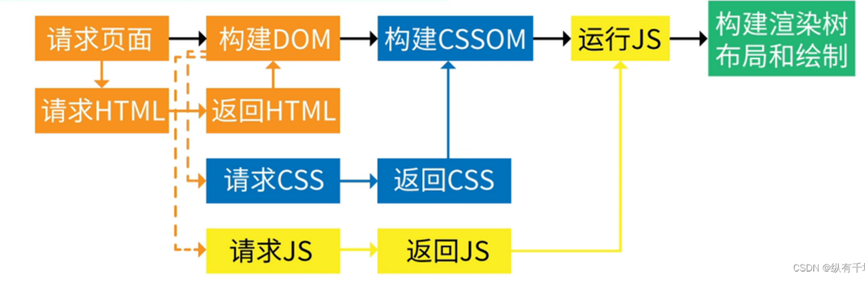 请求页面
构建DOM
构建CSSOM
运行JS
构建渲染树
布局和绘制
请求HTML
返回HTML
请求CSS
返回CSS
请求JS
返回JS
CSDN @纵有千